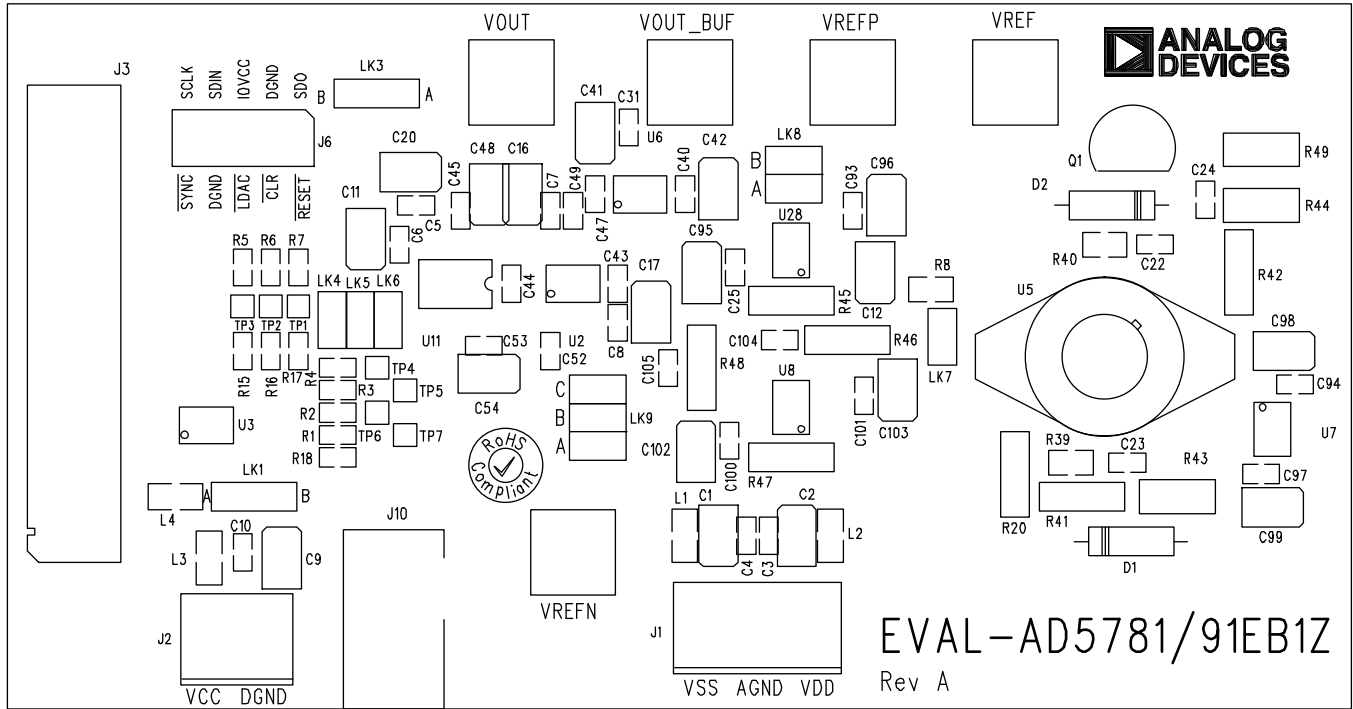 VOUT
VOUT_BUF
VREFP
VREF
ANALOG
DEVICES
J3
SCLK
SDIN
IOVCC
DGND
SDO
LK3
B
A
J6
SYNC
DGND
LDAC
CLR
RESET
C20
C11
C6
C5
C45
C48
C16
C7
C49
C41
C31
U6
C47
C40
C42
LK8
B
A
C93
C96
Q1
D2
C24
R49
R44
R5
R6
R7
LK4
LK5
LK6
TP3
TP2
TP1
R15
R16
R17
R4
R3
R2
R1
R18
TP4
TP5
TP6
TP7
U3
U11
C44
C53
C54
U2
C52
C43
C17
C8
C95
C25
U28
R45
C12
R8
R40
C22
U5
R42
C105
R48
C104
R46
LK7
C98
C94
C
B
A
LK9
U8
C101
C103
U7
C102
C100
R47
R39
C23
R43
C97
C99
R20
R41
D1
RoHS
Compliant
LK1
A
B
L4
C10
L3
C9
J10
L1
C1
C4
C3
C2
L2
VREFN
J2
VCC
DGND
J1
VSS
AGND
VDD
EVAL-AD5781/91EB1Z
Rev A